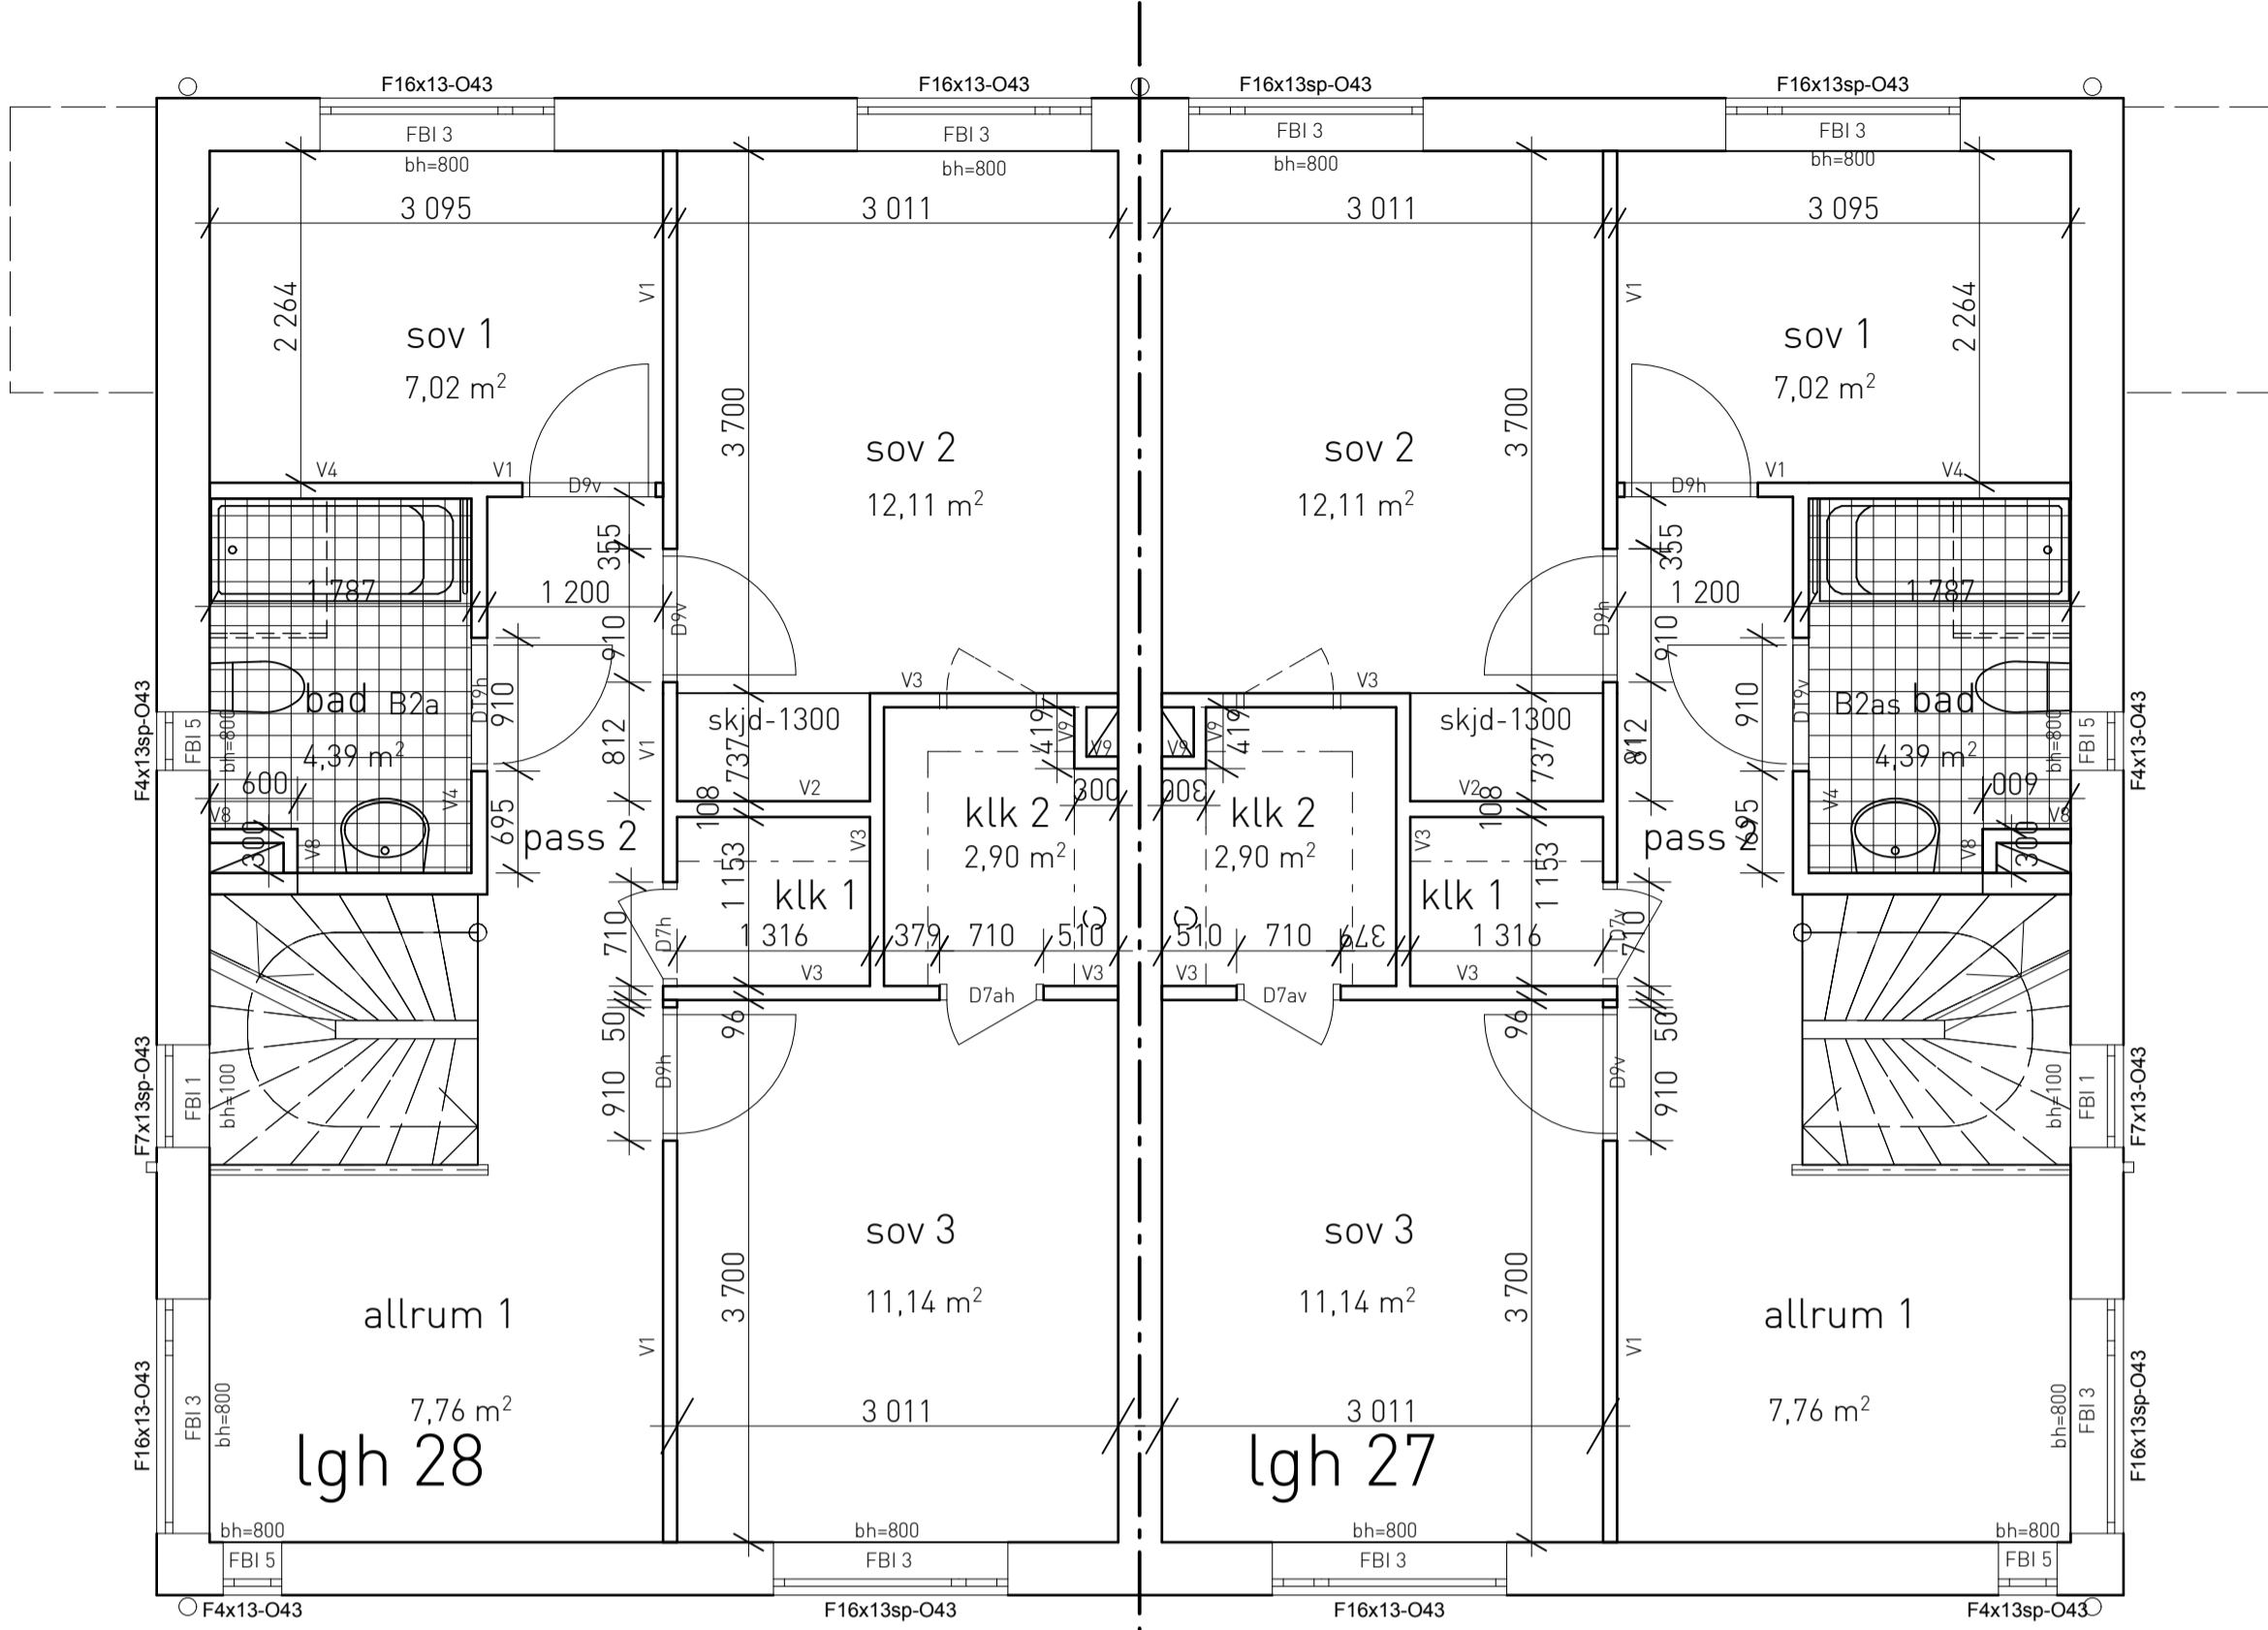 F16x13-O43 F16x13-O43 F16x13sp-O43 F16x13sp-O43
FBI 3 FBI 3 FBI 3 FBI 3
bh=800 bh=800 bh=800 bh=800
3 095 3 011 3 011 3 095
2 264 V1 V1 2 264
sov 1 sov 1
7,02 m² 7,02 m²
3 700 3 700
sov 2 sov 2
12,11 m² 12,11 m²
V4 V1 D9v D9h V1 V4
355 355
1 787 1 200 1 200 1 787
910 D9v D9h 910
F4x13sp-O43 FBI 5 bh=800 bad B2a D19h 910 V3 V3 910 D19v B2as bad bh=800 FBI 5 F4x13-O43
skjd-1300 419 V9 V9 419 skjd-1300
4,39 m² 812 V1 737 V9 V9 737 V1 812 4,39 m²
600 V4 V2 300 300 V2 V4 600
V8 300 V8 695 108 108 695 V8 300 V8
pass 2 klk 2 klk 2 pass 2
2,90 m² 2,90 m²
V3 V3
1 153 klk 1 klk 1 1 153
710 D7h 1 316 379 710 510 510 710 379 1 316 D7v 710
V3 V3 V3 V3
D7ah D7av
50 96 96 50
F7x13sp-O43 FBI 1 bh=100 910 D9h D9v 910 bh=100 FBI 1 F7x13-O43
sov 3 sov 3
3 700 3 700
11,14 m² 11,14 m²
allrum 1 V1 V1 allrum 1
F16x13-O43 FBI 3 bh=800 7,76 m² 3 011 3 011 7,76 m² bh=800 FBI 3 F16x13sp-O43
lgh 28 lgh 27
bh=800 bh=800 bh=800 bh=800
FBI 5 FBI 3 FBI 3 FBI 5
F4x13-O43 F16x13sp-O43 F16x13-O43 F4x13sp-O43